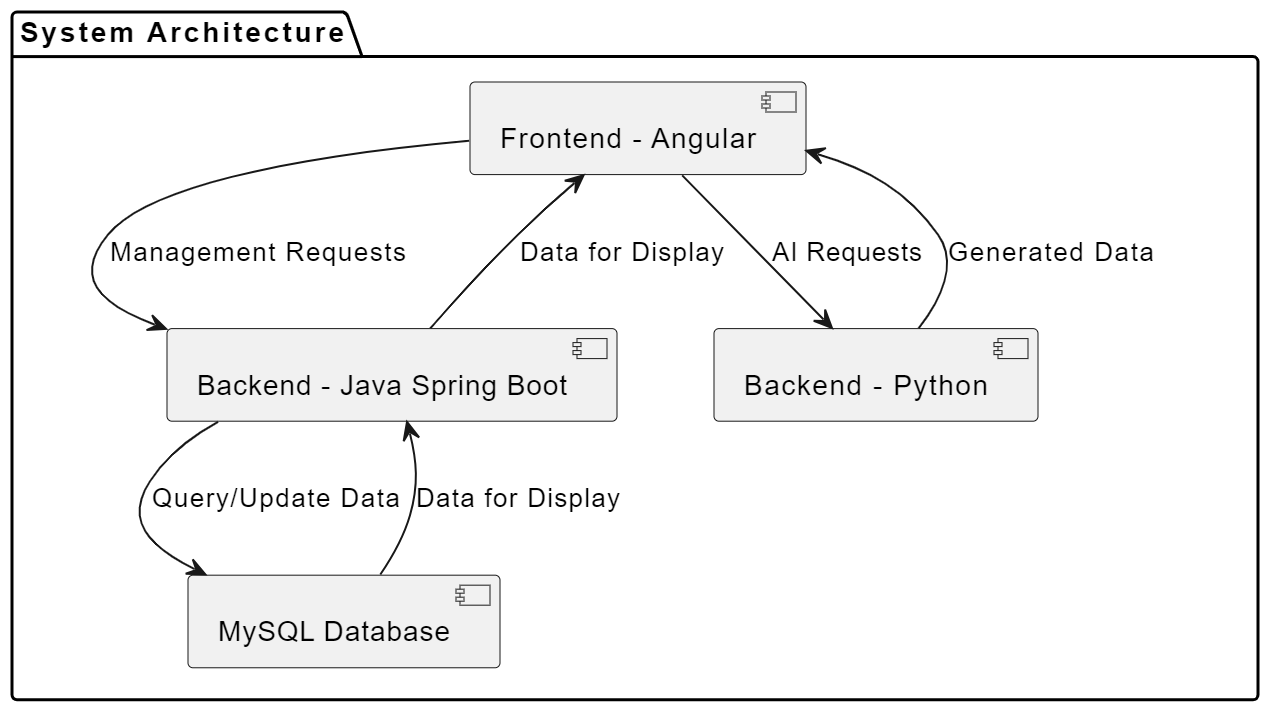 System Architecture
Frontend - Angular
Management Requests
Data for Display
AI Requests
Generated Data
Backend - Java Spring Boot
Backend - Python
Query/Update Data
Data for Display
MySQL Database